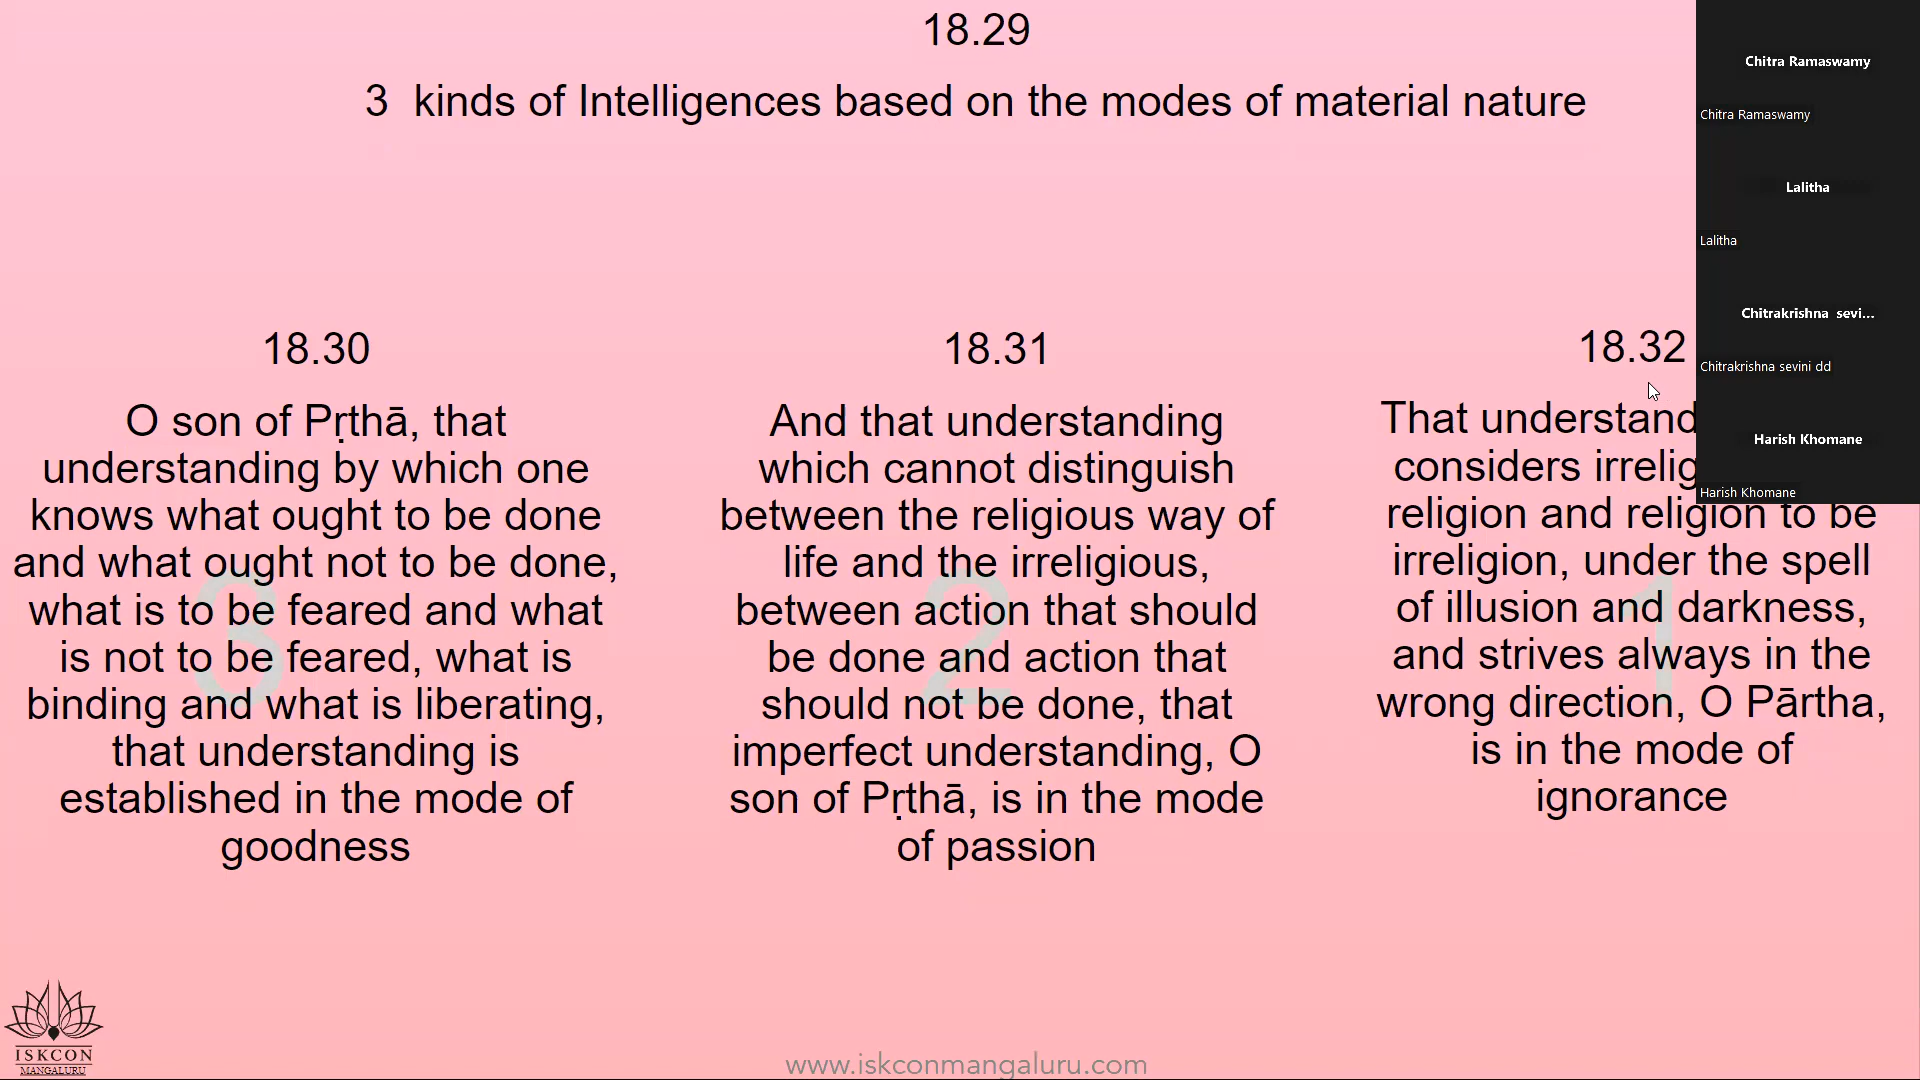 18.29
3 kinds of Intelligences based on the modes of material nature
18.30
O son of Pṛthā, that
understanding by which one
knows what ought to be done
and what ought not to be done,
what is to be feared and what
is not to be feared, what is
binding and what is liberating,
that understanding is
established in the mode of
goodness
3
18.31
And that understanding
which cannot distinguish
between the religious way of
life and the irreligious,
between action that should
be done and action that
should not be done, that
imperfect understanding, O
son of Pṛthā, is in the mode
of passion
2
18.32
That understand
considers irrelig
religion and religion to be
irreligion, under the spell
of illusion and darkness,
and strives always in the
wrong direction, O Pārtha,
is in the mode of
ignorance
1
Chitra Ramaswamy
Chitra Ramaswamy
Lalitha
Lalitha
Chitrakrishna sevi...
Chitrakrishna sevini dd
Harish Khomane
Harish Khomane
ISKCON
MANGALURU
www.iskconmangaluru.com